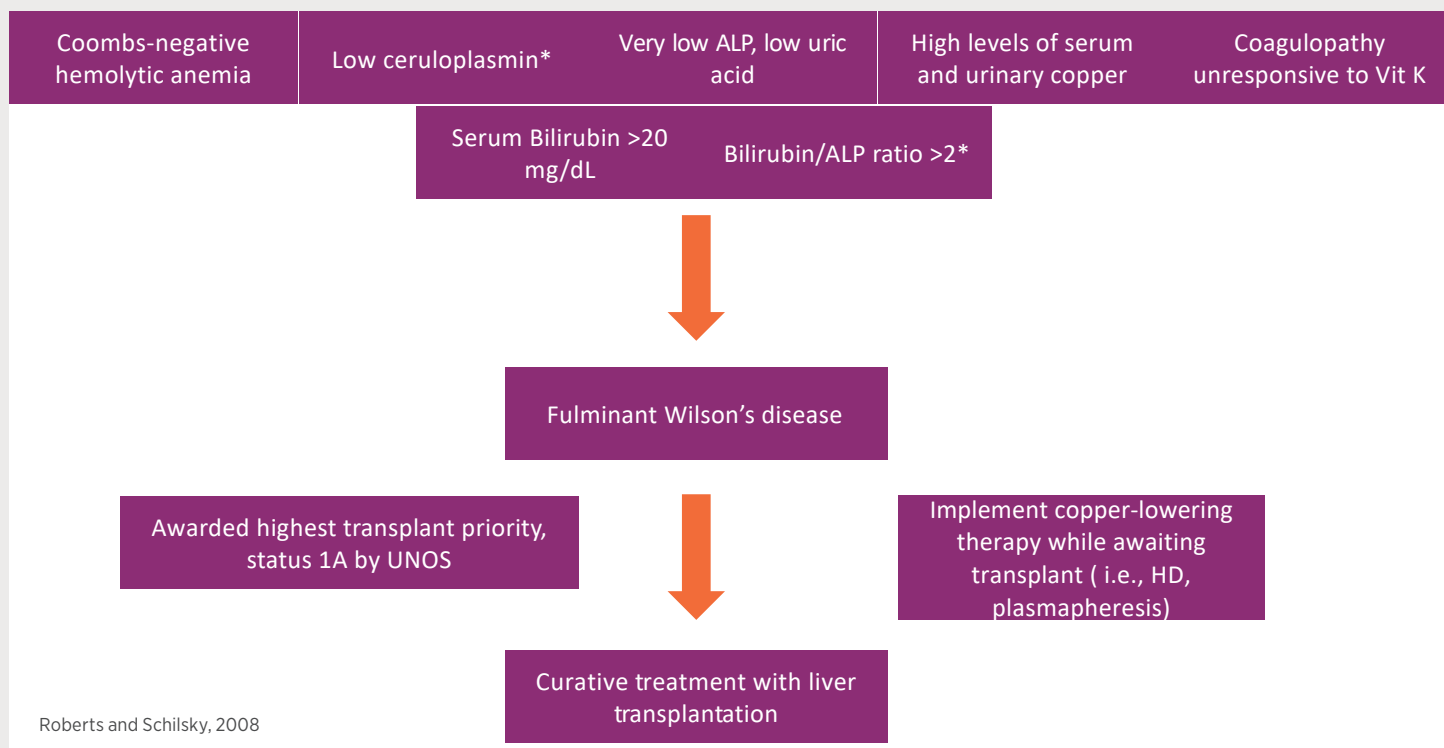 Coombs-negative
hemolytic anemia
Low ceruloplasmin*
Very low ALP, low uric
acid
High levels of serum
and urinary copper
Coagulopathy
unresponsive to Vit K
Serum Bilirubin >20
mg/dL
Bilirubin/ALP ratio >2*
Fulminant Wilson’s disease
Awarded highest transplant priority,
status 1A by UNOS
Implement copper-lowering
therapy while awaiting
transplant ( i.e., HD,
plasmapheresis)
Curative treatment with liver
transplantation
Roberts and Schilsky, 2008